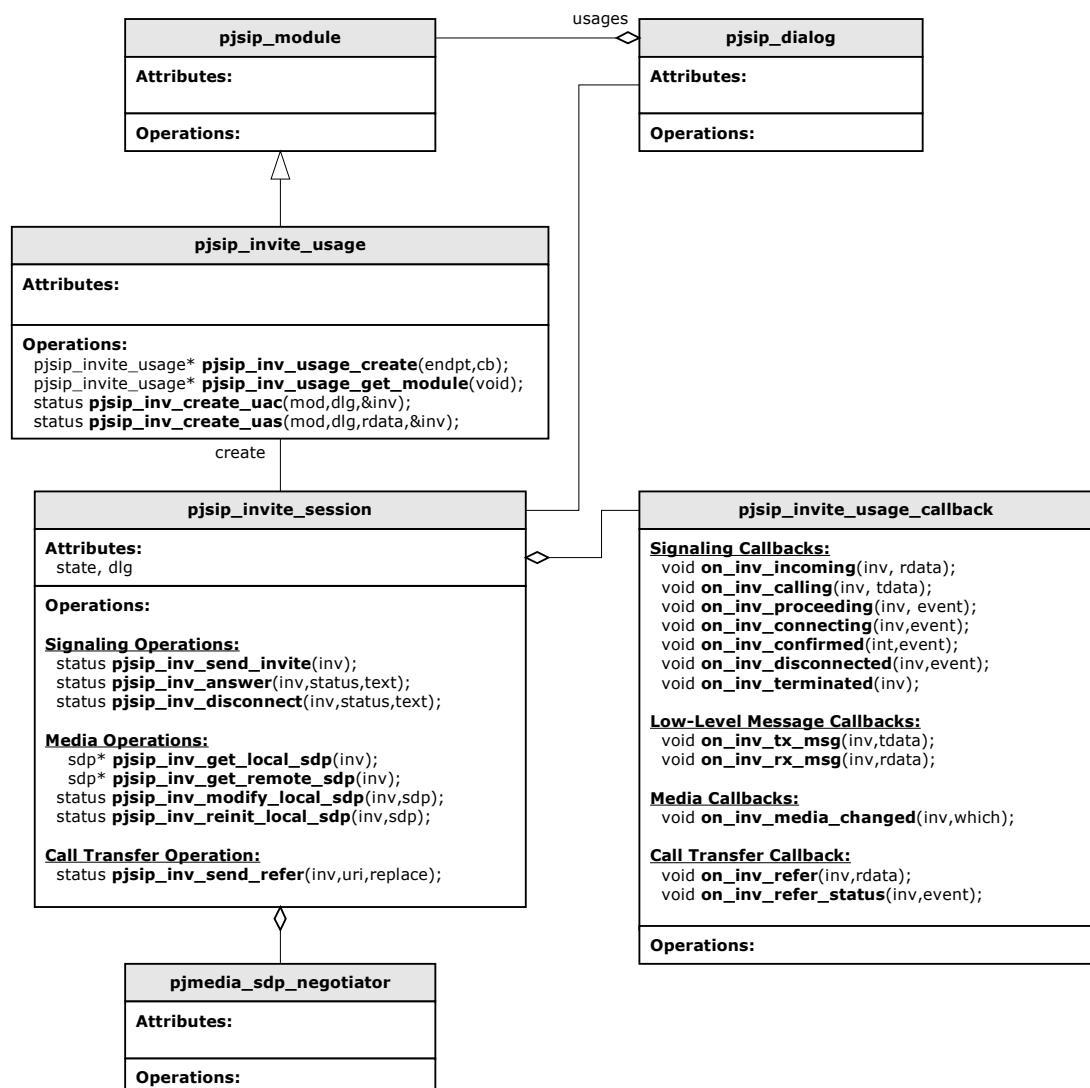 usages
pjsip_module
Attributes:
Operations:
pjsip_dialog
Attributes:
Operations:
pjsip_invite_usage
Attributes:
Operations:
pjsip_invite_usage* pjsip_inv_usage_create(endpt,cb);
pjsip_invite_usage* pjsip_inv_usage_get_module(void);
status pjsip_inv_create_uac(mod,dlg,&inv);
status pjsip_inv_create_uas(mod,dlg,rdata,&inv);
create
pjsip_invite_session
Attributes:
state, dlg
Operations:
Signaling Operations:
status pjsip_inv_send_invite(inv);
status pjsip_inv_answer(inv,status,text);
status pjsip_inv_disconnect(inv,status,text);
Media Operations:
sdp* pjsip_inv_get_local_sdp(inv);
sdp* pjsip_inv_get_remote_sdp(inv);
status pjsip_inv_modify_local_sdp(inv,sdp);
status pjsip_inv_reinit_local_sdp(inv,sdp);
Call Transfer Operation:
status pjsip_inv_send_refer(inv,uri,replace);
pjsip_invite_usage_callback
Signaling Callbacks:
void on_inv_incoming(inv, rdata);
void on_inv_calling(inv, tdata);
void on_inv_proceeding(inv, event);
void on_inv_connecting(inv,event);
void on_inv_confirmed(int,event);
void on_inv_disconnected(inv,event);
void on_inv_terminated(inv);
Low-Level Message Callbacks:
void on_inv_tx_msg(inv,tdata);
void on_inv_rx_msg(inv,rdata);
Media Callbacks:
void on_inv_media_changed(inv,which);
Call Transfer Callback:
void on_inv_refer(inv,rdata);
void on_inv_refer_status(inv,event);
Operations:
pjmedia_sdp_negotiator
Attributes:
Operations: